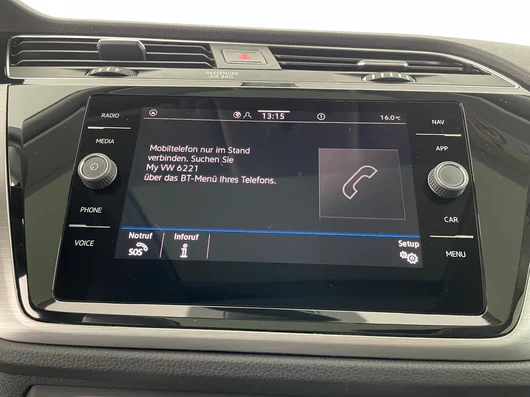 PASSENGER
AIR BAG
RADIO
MEDIA
PHONE
VOICE
13:15
16.0°C
Mobiltelefon nur im Stand
verbinden. Suchen Sie
My VW 6221
über das BT-Menü Ihres Telefons.
Notruf
SOS
Inforuf
i
Setup
NAV
APP
CAR
MENU